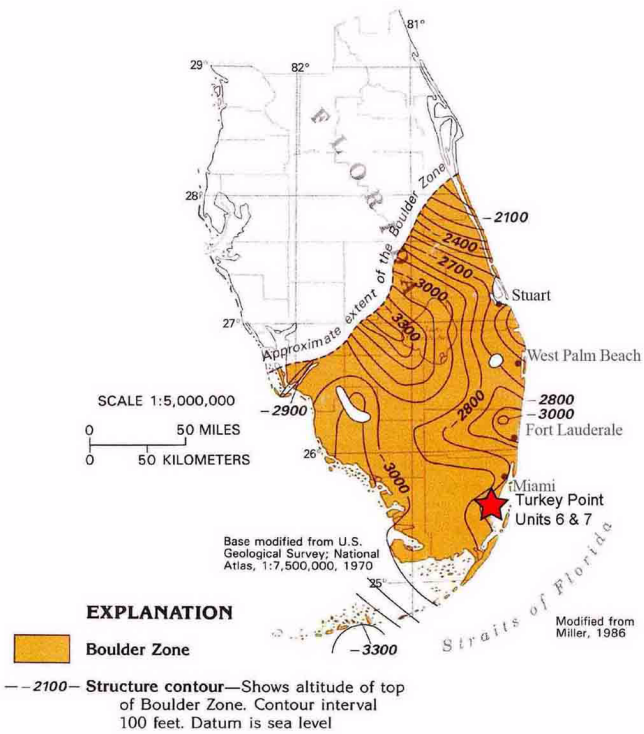 81°
29°
82°
FLORIDA
28°
Approximate extent of the Boulder Zone
-2100
-2400
-2700
-3000
Stuart
3300
27°
West Palm Beach
SCALE 1:5,000,000
-2900
-2800
-2800
-3000
0 50 MILES
Fort Lauderdale
0 50 KILOMETERS
26°
-3000
Miami
Turkey Point
Units 6 & 7
Base modified from U.S.
Geological Survey; National
Atlas, 1:7,500,000, 1970
25°
Straits of Florida
EXPLANATION
Modified from
Miller, 1986
Boulder Zone
-3300
— -2100— Structure contour—Shows altitude of top
of Boulder Zone. Contour interval
100 feet. Datum is sea level